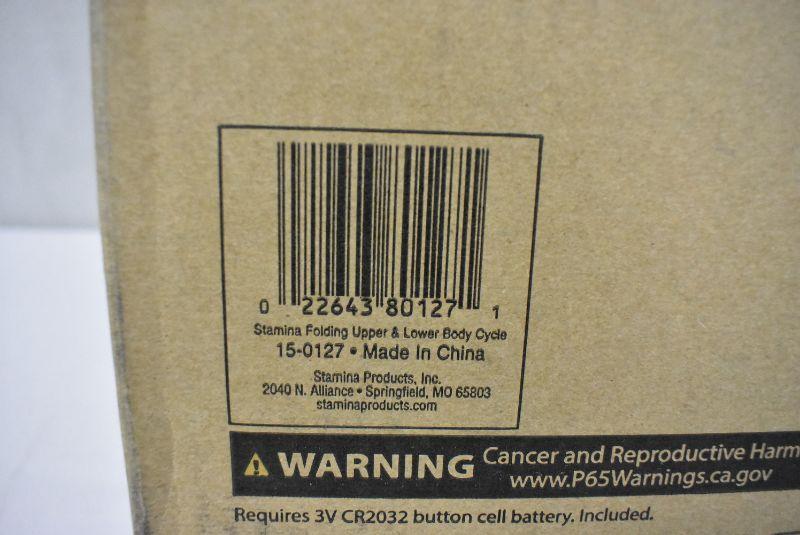 0 22643 80127 1
Stamina Folding Upper & Lower Body Cycle
15-0127 • Made In China
Stamina Products, Inc.
2040 N. Alliance • Springfield, MO 65803
staminaproducts.com
⚠ WARNING Cancer and Reproductive Harm
www.P65Warnings.ca.gov
Requires 3V CR2032 button cell battery. Included.